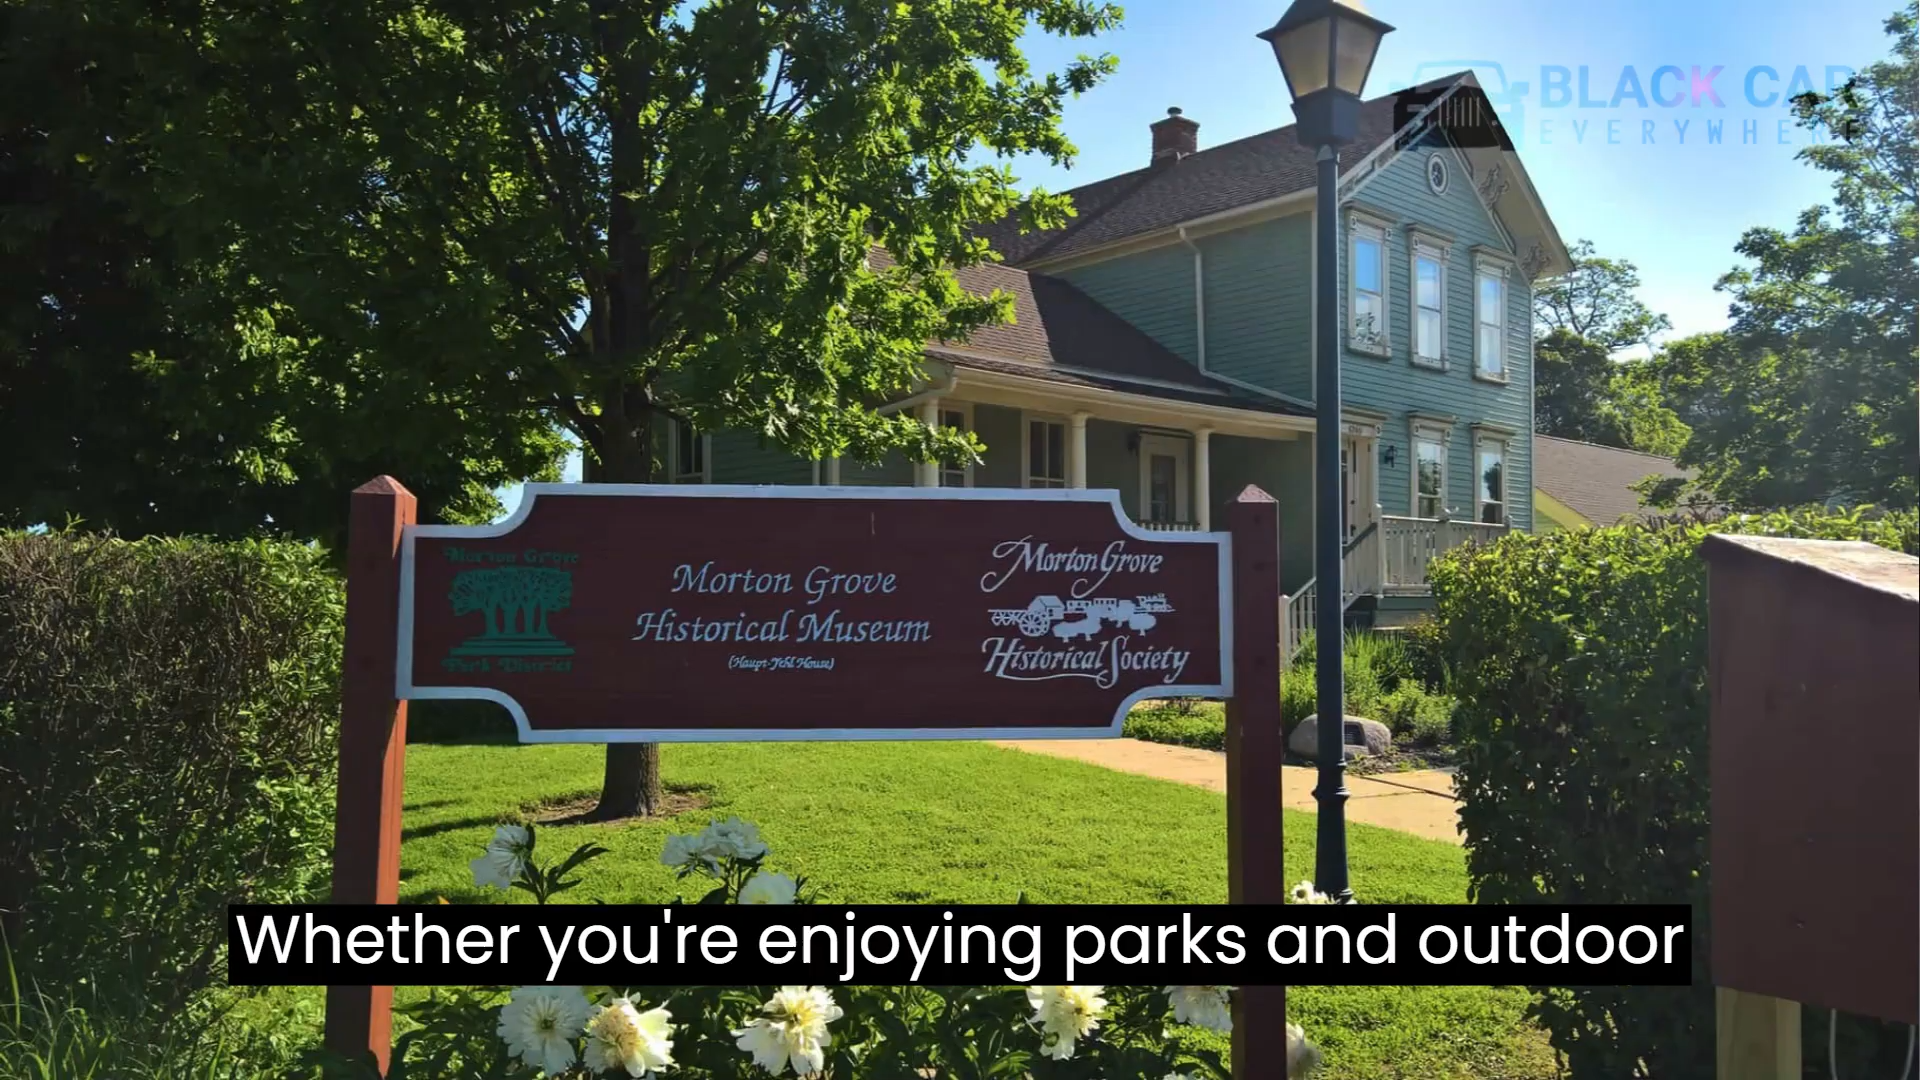 BLACK CAR
EVERYWHERE
Morton Grove
Park District
Morton Grove
Historical Museum
(Haupt-Yehl House)
Morton Grove
Historical Society
Whether you're enjoying parks and outdoor